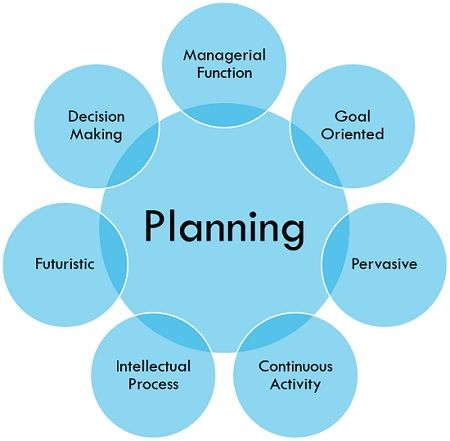 Managerial
Function
Decision
Making
Goal
Oriented
Planning
Futuristic
Pervasive
Intellectual
Process
Continuous
Activity